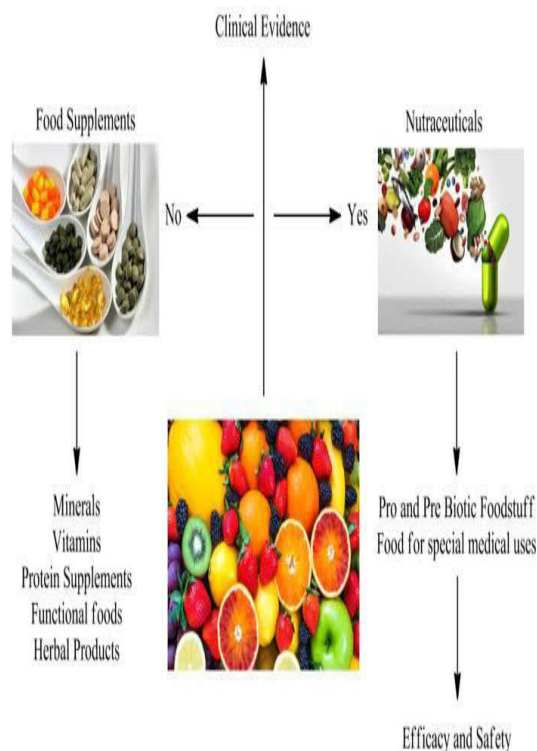 Clinical Evidence
Food Supplements
Nutraceuticals
No
Yes
Minerals
Vitamins
Protein Supplements
Functional foods
Herbal Products
Pro and Pre Biotic Foodstuff
Food for special medical uses
Efficacy and Safety